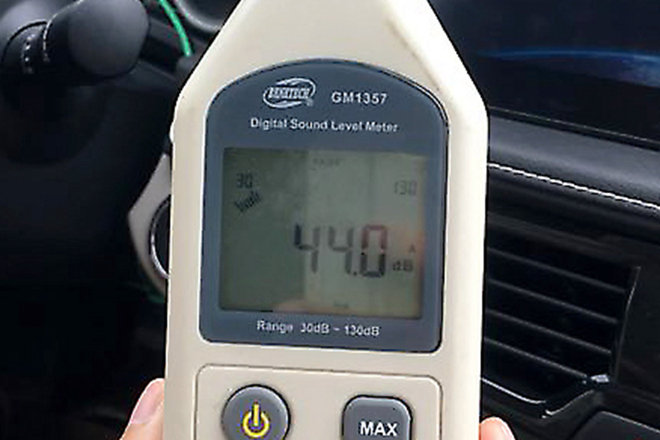 BENETECH®
GM1357
Digital Sound Level Meter
30
130
44.0
A
dB
Range 30dB ~ 130dB
MAX